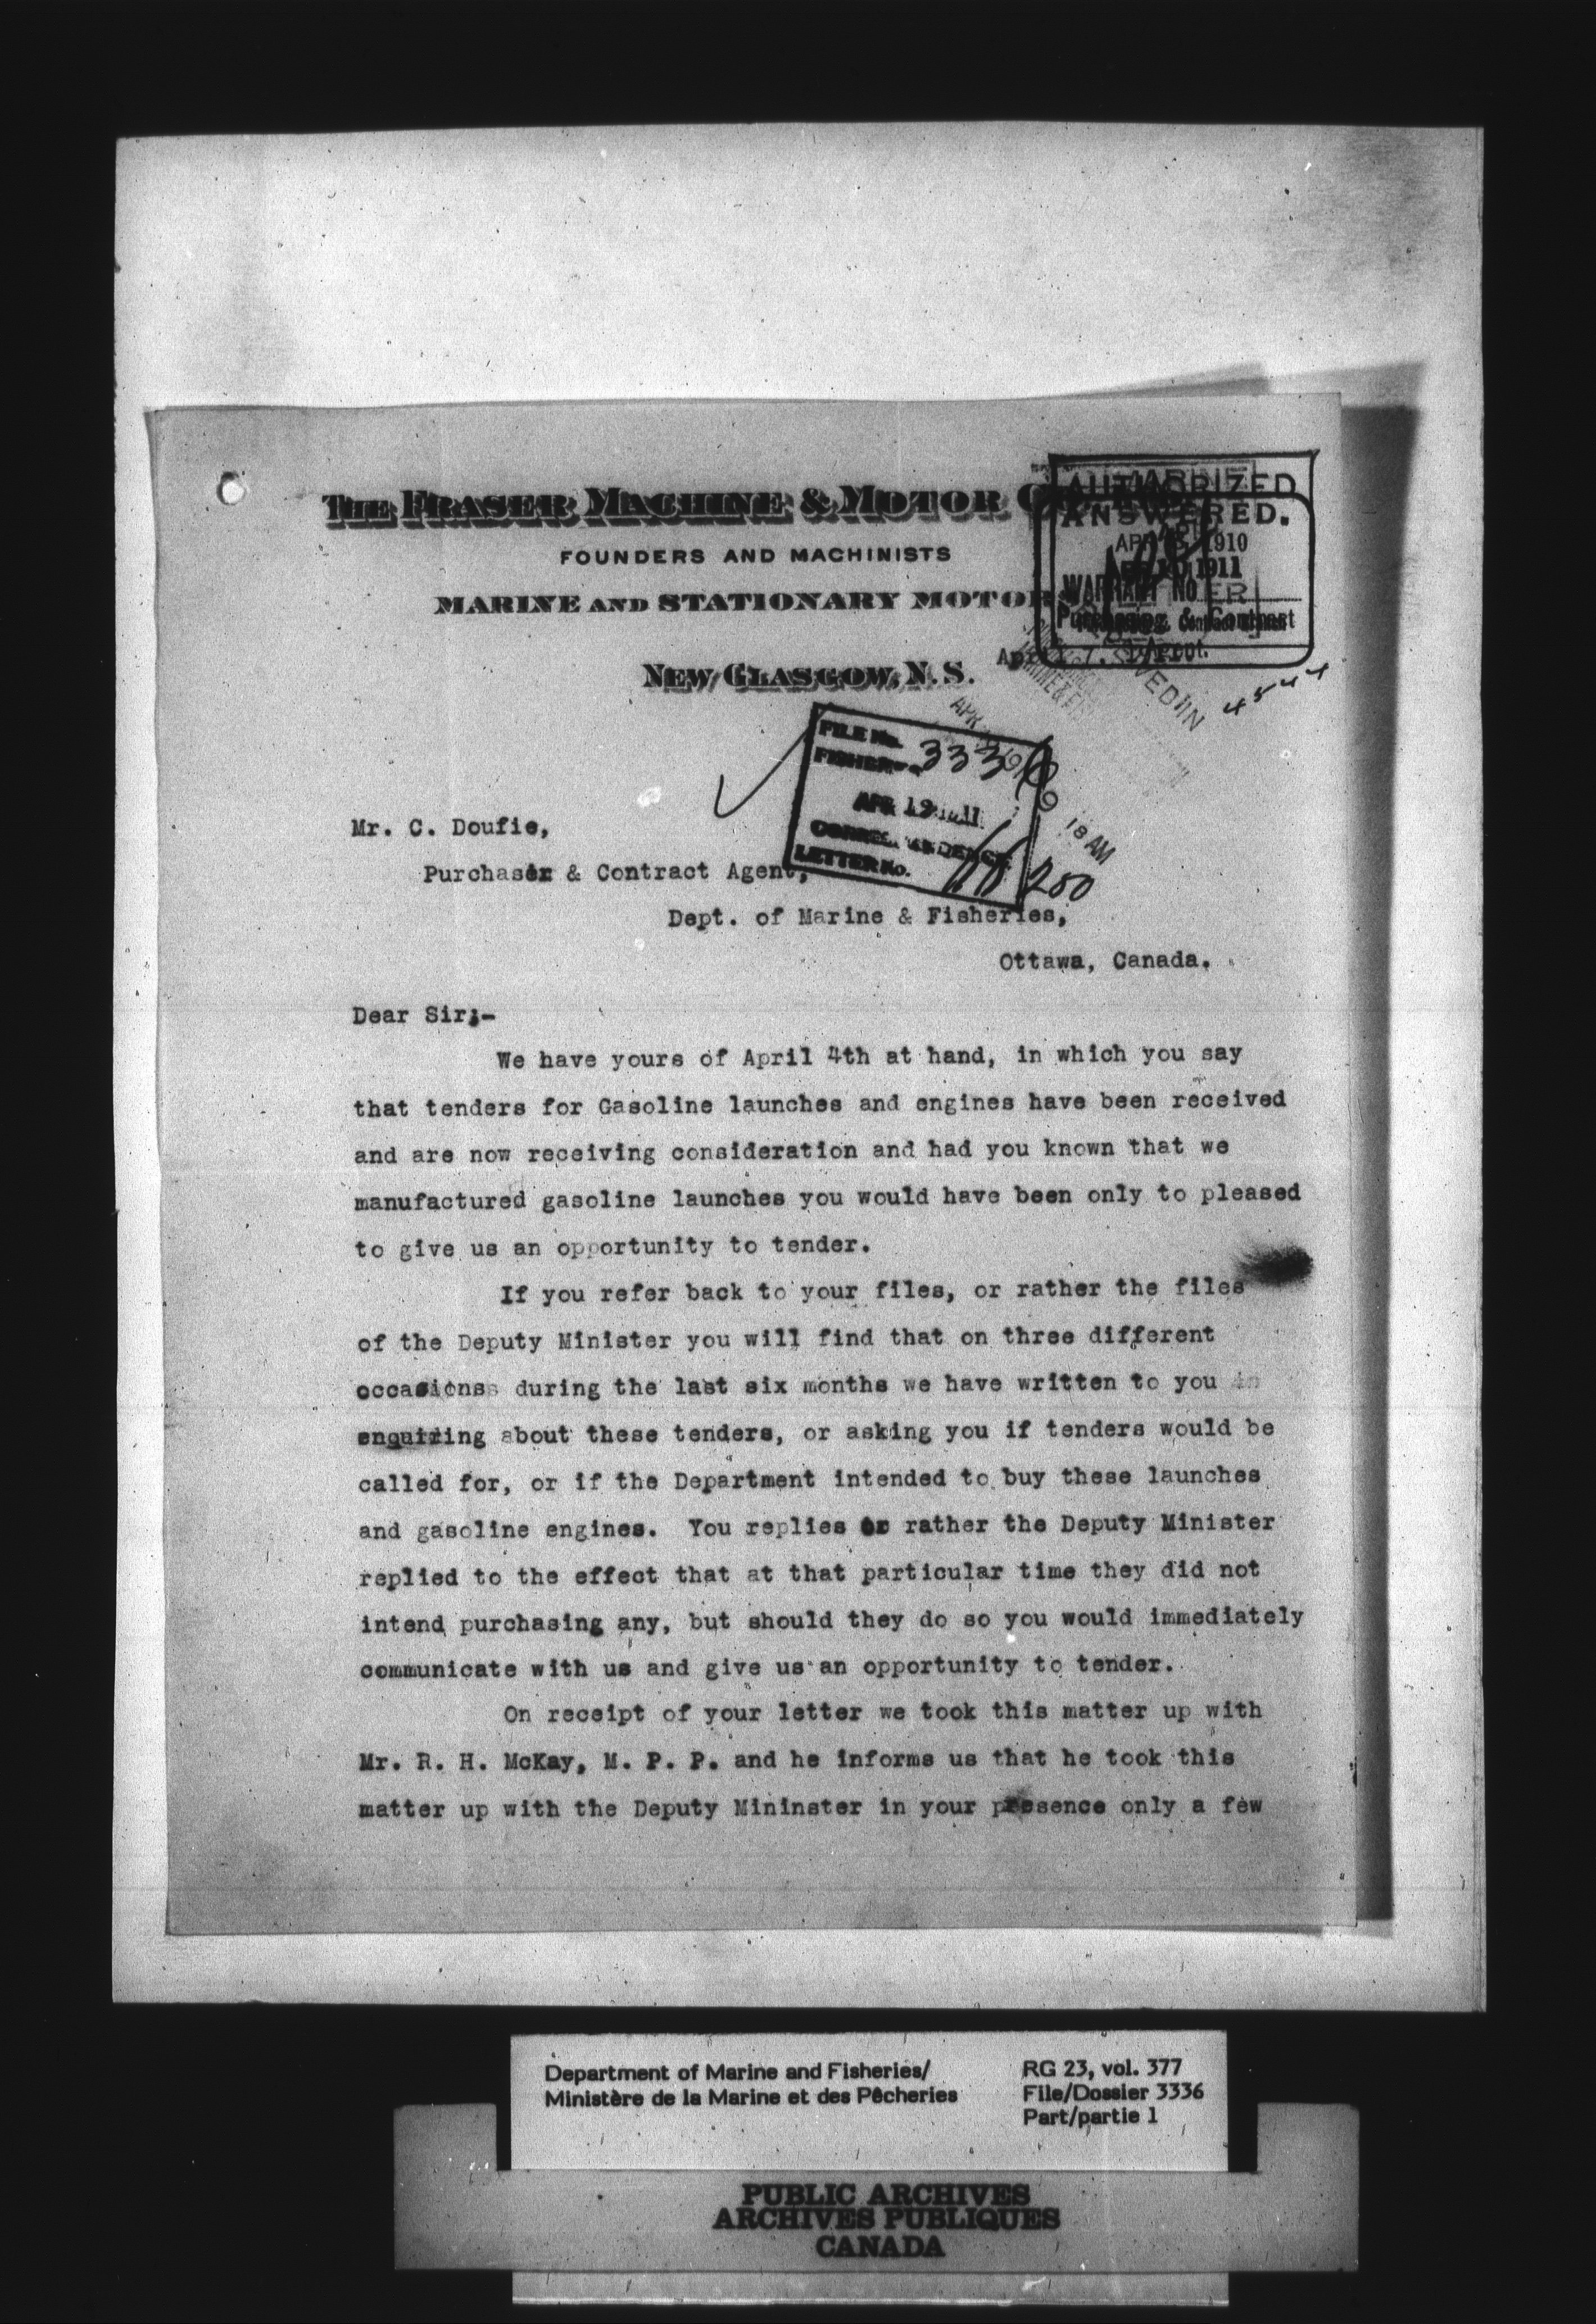 THE FRASER MACHINE & MOTOR
FOUNDERS AND MACHINISTS
MARINE AND STATIONARY MOTORS
NEW GLASGOW, N. S.
AUTHORIZED
ANSWERED.
1910
1911
WARRANT NO.
Purchasing & Contract
Agent.
April 7.
4544
FILE No. 3336
FISHERIES
APR 19 1911
CORRESPONDENCE
LETTER No.
18 AM
Mr. C. Doufie,
Purchaser & Contract Agent,
Dept. of Marine & Fisheries,
Ottawa, Canada.
Dear Sir;-
We have yours of April 4th at hand, in which you say
that tenders for Gasoline launches and engines have been received
and are now receiving consideration and had you known that we
manufactured gasoline launches you would have been only to pleased
to give us an opportunity to tender.
If you refer back to your files, or rather the files
of the Deputy Minister you will find that on three different
occasionss during the last six months we have written to you in
enquiring about these tenders, or asking you if tenders would be
called for, or if the Department intended to buy these launches
and gasoline engines. You replies or rather the Deputy Minister
replied to the effect that at that particular time they did not
intend purchasing any, but should they do so you would immediately
communicate with us and give us an opportunity to tender.
On receipt of your letter we took this matter up with
Mr. R. H. McKay, M. P. P. and he informs us that he took this
matter up with the Deputy Mininster in your presence only a few
Department of Marine and Fisheries/
Ministère de la Marine et des Pêcheries
RG 23, vol. 377
File/Dossier 3336
Part/partie 1
PUBLIC ARCHIVES
ARCHIVES PUBLIQUES
CANADA